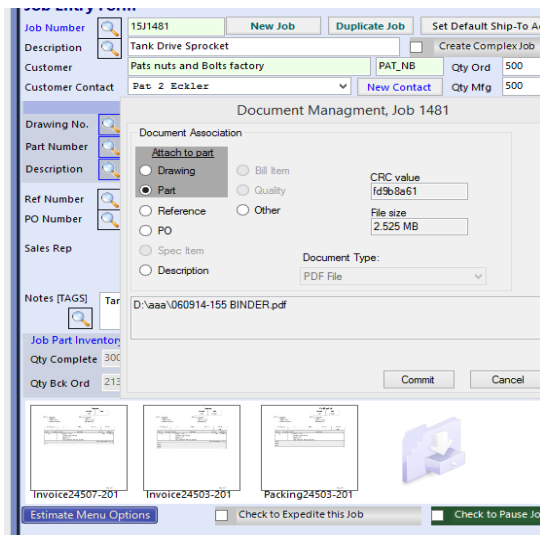 Job Entry Form
Job Number 15J1481 New Job Duplicate Job Set Default Ship-To
Description Tank Drive Sprocket Create Complex Job
Customer Pats nuts and Bolts factory PAT_NB Qty Ord 500
Customer Contact Pat 2 Eckler New Contact Qty Mfg 500
Document Managment, Job 1481
Document Association
Drawing No.
Part Number
Description
Attach to part
Drawing Bill Item
Part Quality
Reference Other
PO
Spec Item
Description
CRC value
fd9b8a61
File size
2.525 MB
Document Type:
PDF File
Ref Number
PO Number
Sales Rep
Notes [TAGS]
D:\aaa\060914-155 BINDER.pdf
Job Part Inventory
Qty Complete 300
Qty Bck Ord 213
Commit Cancel
Invoice24507-201 Invoice24503-201 Packing24503-201
Estimate Menu Options Check to Expedite this Job Check to Pause